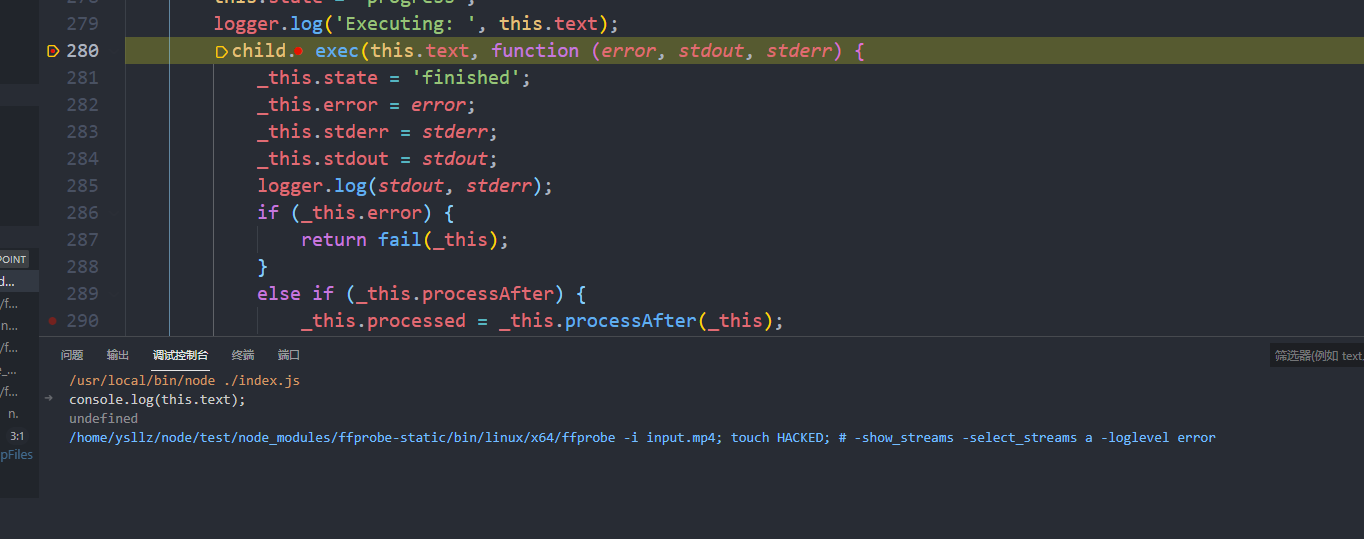 278 this.state = 'progress';
279 logger.log('Executing: ', this.text);
280 child. exec(this.text, function (error, stdout, stderr) {
281 _this.state = 'finished';
282 _this.error = error;
283 _this.stderr = stderr;
284 _this.stdout = stdout;
285 logger.log(stdout, stderr);
286 if (_this.error) {
287 return fail(_this);
288 }
289 else if (_this.processAfter) {
290 _this.processed = _this.processAfter(_this);
POINT
d...
/f...
n...
/f...
e_...
/f...
n.
3:1
pFiles
问题 输出 调试控制台 终端 端口
筛选器(例如 text,
/usr/local/bin/node ./index.js
console.log(this.text);
undefined
/home/ysllz/node/test/node_modules/ffprobe-static/bin/linux/x64/ffprobe -i input.mp4; touch HACKED; # -show_streams -select_streams a -loglevel error